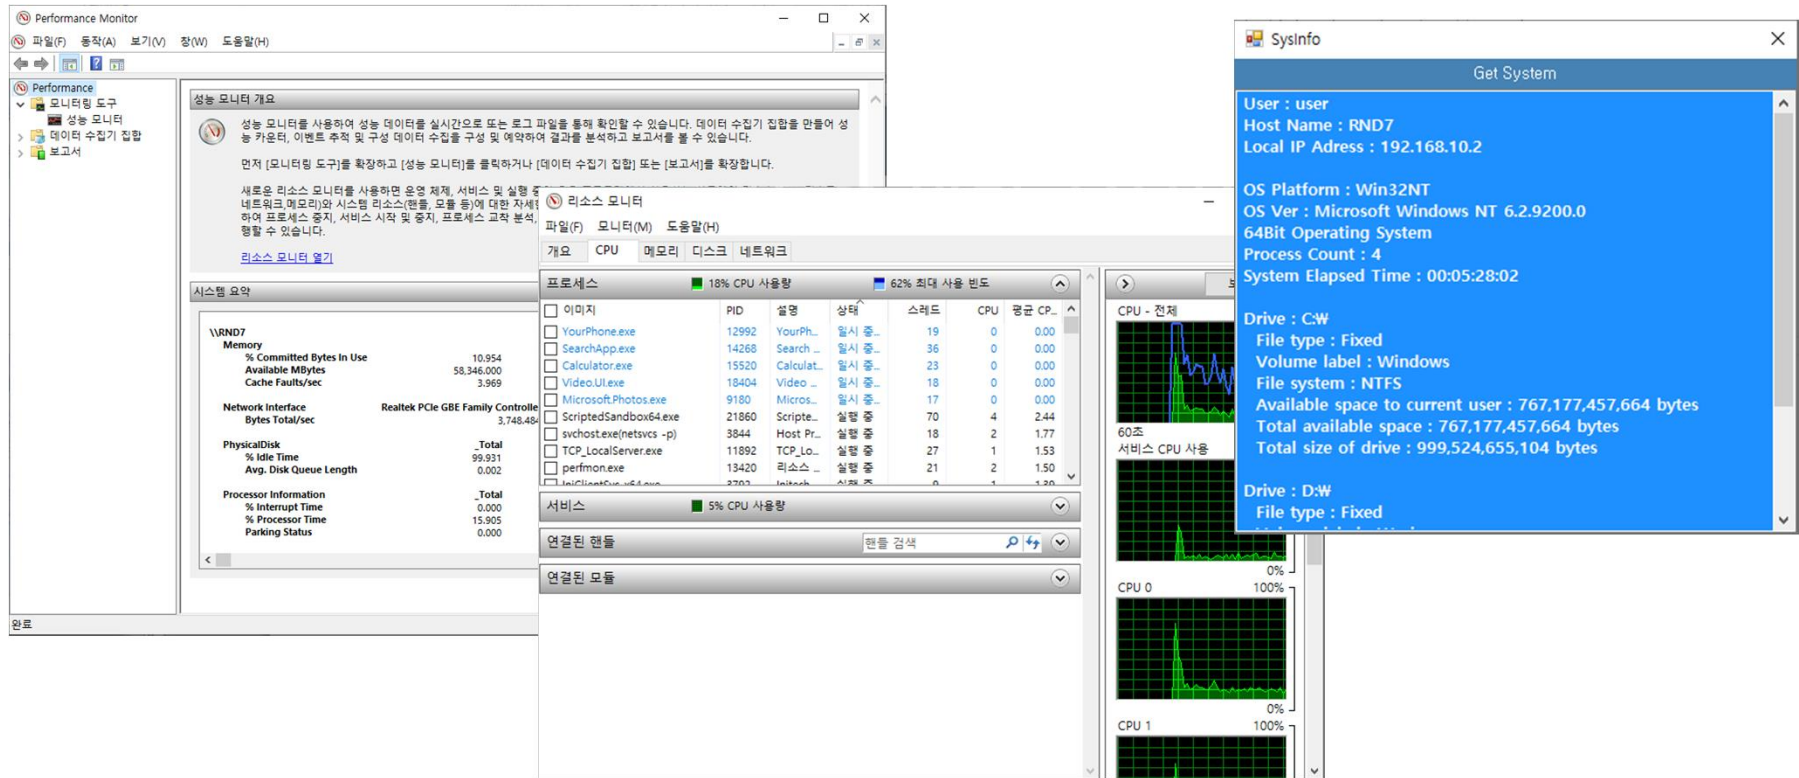 Performance Monitor
파일(F) 동작(A) 보기(V) 창(W) 도움말(H)
Performance
모니터링 도구
성능 모니터
데이터 수집기 집합
보고서
성능 모니터 개요
성능 모니터를 사용하여 성능 데이터를 실시간으로 또는 로그 파일을 통해 확인할 수 있습니다. 데이터 수집기 집합을 만들어 성
능 카운터, 이벤트 추적 및 구성 데이터 수집을 구성 및 예약하여 결과를 분석하고 보고서를 볼 수 있습니다.
먼저 [모니터링 도구]를 확장하고 [성능 모니터]를 클릭하거나 [데이터 수집기 집합] 또는 [보고서]를 확장합니다.
새로운 리소스 모니터를 사용하면 운영 체제, 서비스 및 실행
네트워크,메모리)와 시스템 리소스(핸들, 모듈 등)에 대한 자세한
하여 프로세스 중지, 서비스 시작 및 중지, 프로세스 교착 분석,
행할 수 있습니다.
리소스 모니터 열기
시스템 요약
\\RND7
Memory
% Committed Bytes In Use 10.954
Available MBytes 58,346.000
Cache Faults/sec 3.969
Network Interface Realtek PCIe GBE Family Controlle
Bytes Total/sec 3,748.484
PhysicalDisk _Total
% Idle Time 99.931
Avg. Disk Queue Length 0.002
Processor Information _Total
% Interrupt Time 0.000
% Processor Time 15.905
Parking Status 0.000
완료
리소스 모니터
파일(F) 모니터(M) 도움말(H)
개요 CPU 메모리 디스크 네트워크
프로세스 18% CPU 사용량 62% 최대 사용 빈도
이미지 PID 설명 상태 스레드 CPU 평균 CP...
YourPhone.exe 12992 YourPh... 일시 중... 19 0 0.00
SearchApp.exe 14268 Search ... 일시 중... 36 0 0.00
Calculator.exe 15520 Calculat... 일시 중... 23 0 0.00
Video.UI.exe 18404 Video ... 일시 중... 18 0 0.00
Microsoft.Photos.exe 9180 Micros... 일시 중... 17 0 0.00
ScriptedSandbox64.exe 21860 Scripte... 실행 중 70 4 2.44
svchost.exe(netsvcs -p) 3844 Host Pr... 실행 중 18 2 1.77
TCP_LocalServer.exe 11892 TCP_Lo... 실행 중 27 1 1.53
perfmon.exe 13420 리소스 ... 실행 중 21 2 1.50
서비스 5% CPU 사용량
연결된 핸들 핸들 검색
연결된 모듈
CPU - 전체
60초
서비스 CPU 사용
0%
CPU 0 100%
0%
CPU 1 100%
SysInfo
Get System
User : user
Host Name : RND7
Local IP Adress : 192.168.10.2
OS Platform : Win32NT
OS Ver : Microsoft Windows NT 6.2.9200.0
64Bit Operating System
Process Count : 4
System Elapsed Time : 00:05:28:02
Drive : C:₩
File type : Fixed
Volume label : Windows
File system : NTFS
Available space to current user : 767,177,457,664 bytes
Total available space : 767,177,457,664 bytes
Total size of drive : 999,524,655,104 bytes
Drive : D:₩
File type : Fixed